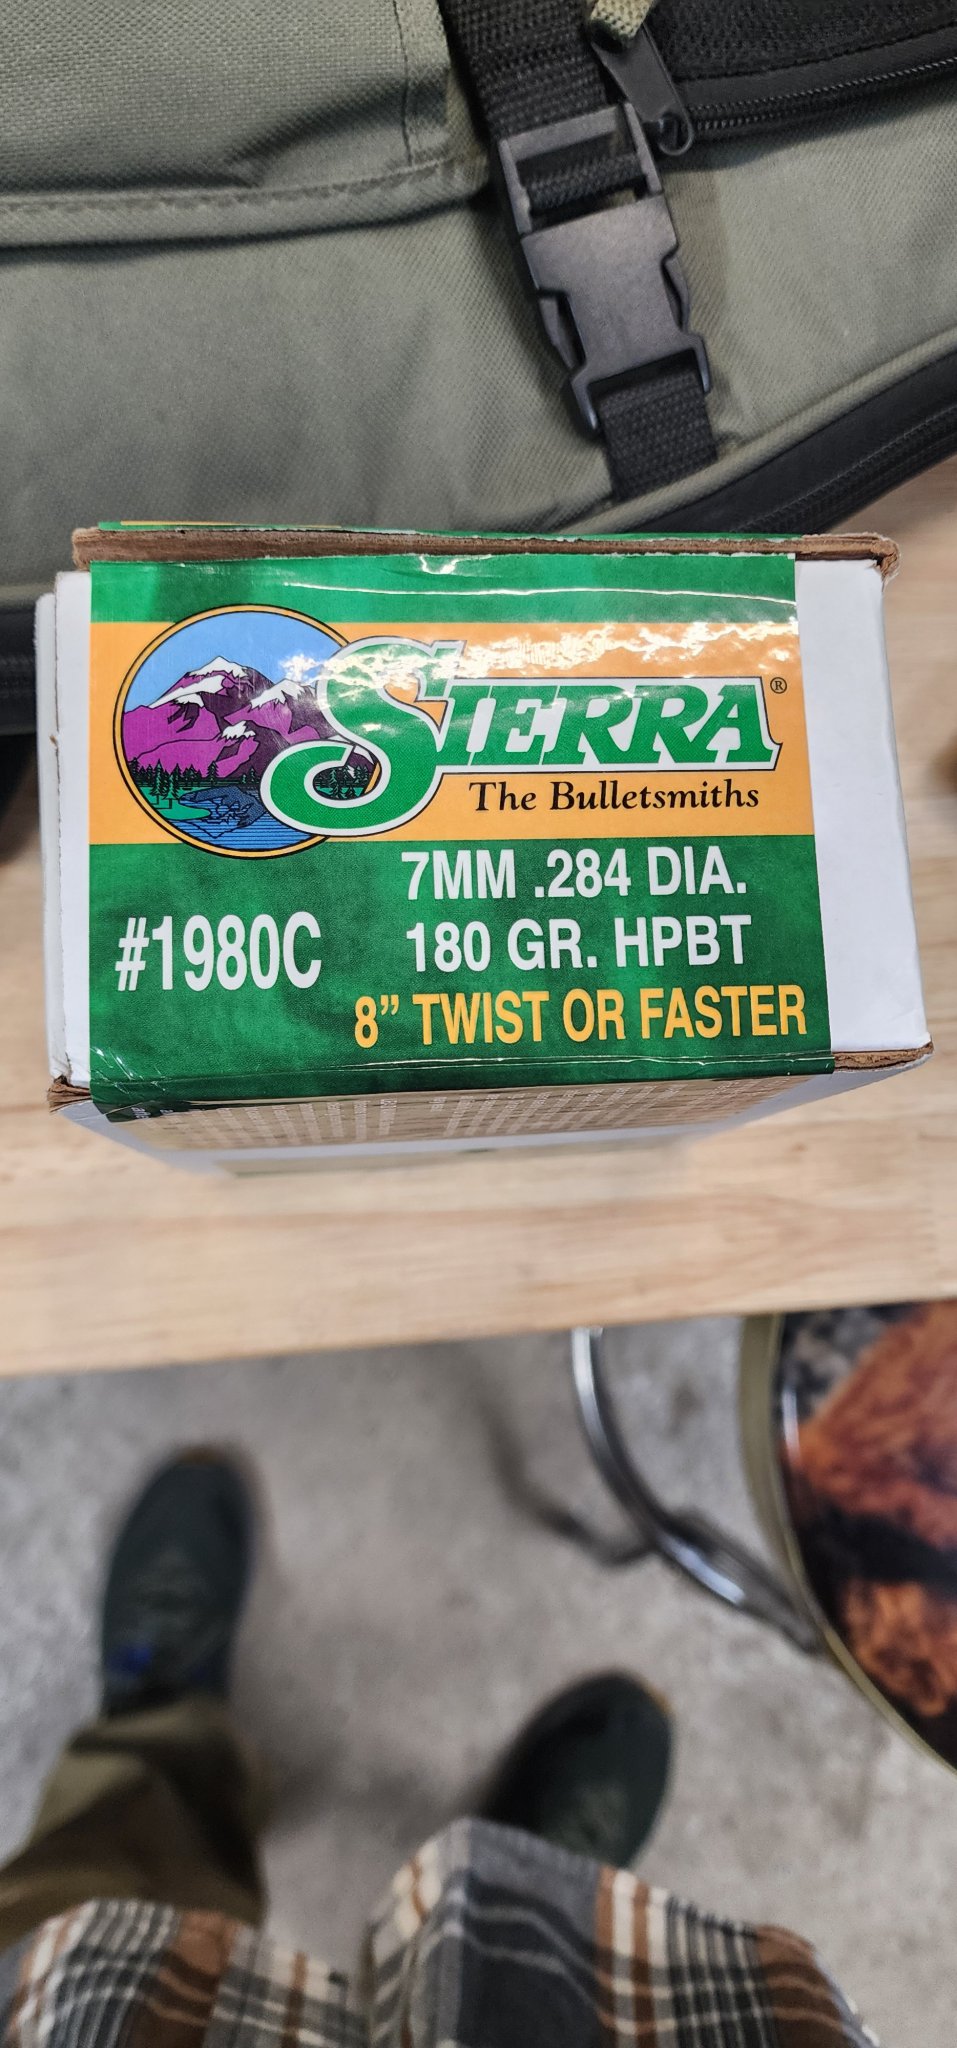 SIERRA®
The Bulletsmiths
7MM .284 DIA.
#1980C
180 GR. HPBT
8” TWIST OR FASTER